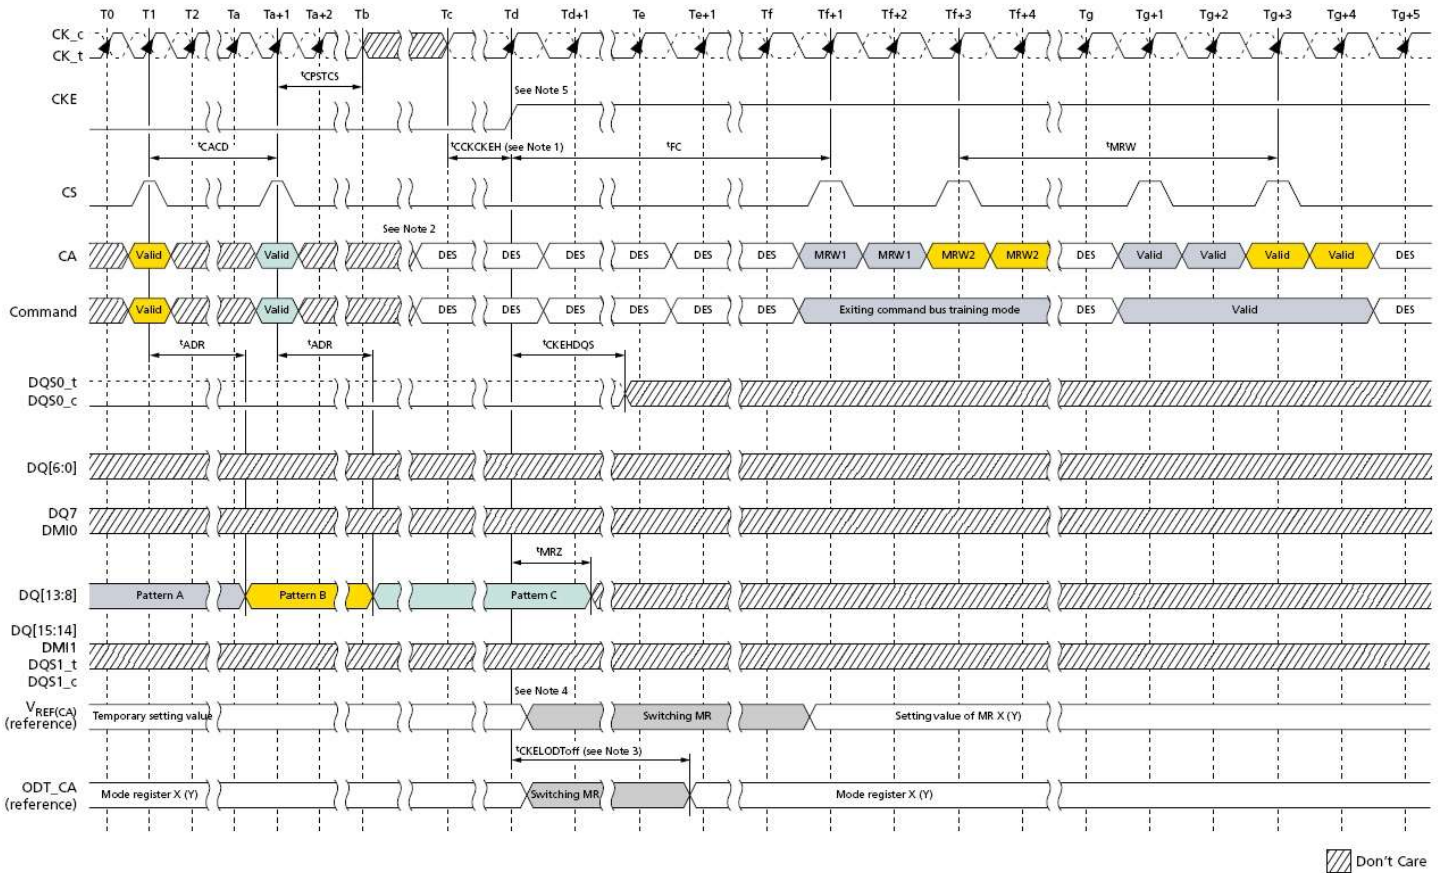 T0 T1 T2 Ta Ta+1 Ta+2 Tb Tc Td Td+1 Te Te+1 Tf Tf+1 Tf+2 Tf+3 Tf+4 Tg Tg+1 Tg+2 Tg+3 Tg+4 Tg+5
CK_c
CK_t
tCPSTCS
CKE
See Note 5
tCACD
tCCKCKEH (see Note 1)
tFC
tMRW
CS
See Note 2
CA Valid Valid DES DES DES DES DES DES MRW1 MRW1 MRW2 MRW2 DES Valid Valid Valid Valid DES
Command Valid Valid DES DES DES DES DES DES Exiting command bus training mode DES Valid DES
tADR tADR tCKEHDQS
DQS0_t
DQS0_c
DQ[6:0]
DQ7
DMI0
tMRZ
DQ[13:8] Pattern A Pattern B Pattern C
DQ[15:14]
DMI1
DQS1_t
DQS1_c
See Note 4
VREF(CA)
(reference)
Temporary setting value Switching MR Setting value of MR X (Y)
tCKELODToff (see Note 3)
ODT_CA
(reference)
Mode register X (Y) Switching MR Mode register X (Y)
Don't Care